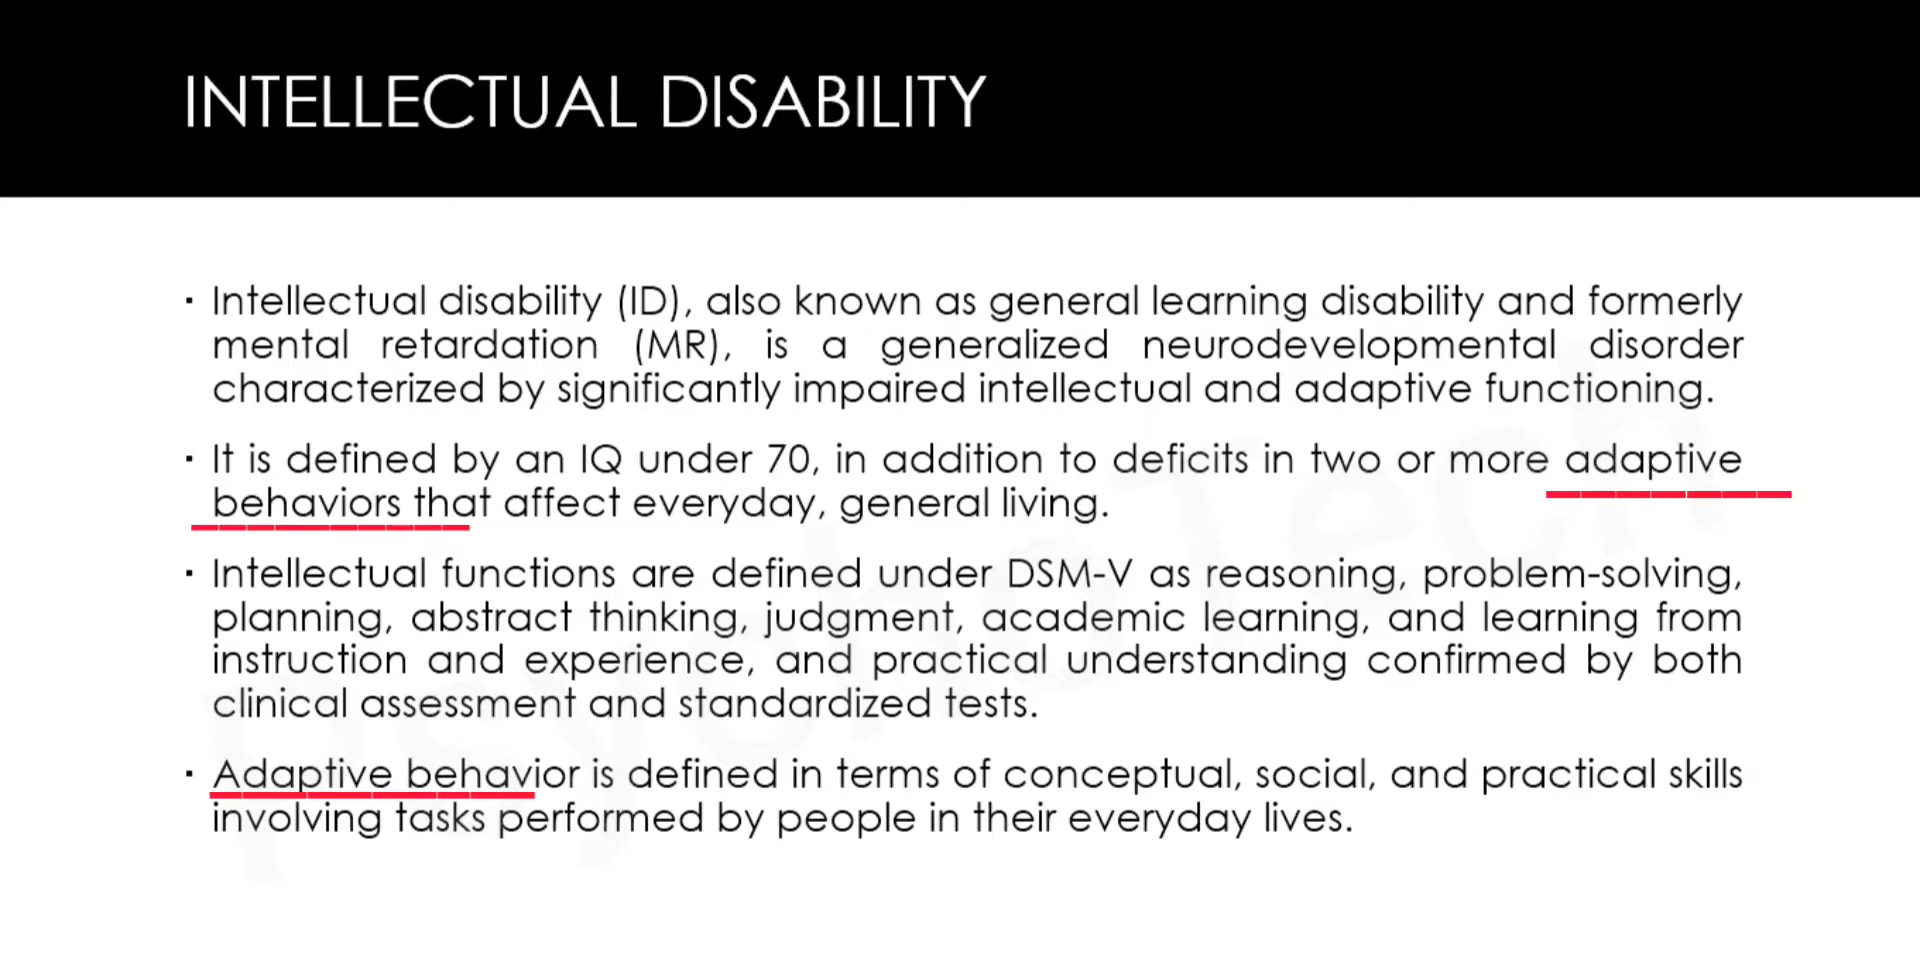 INTELLECTUAL DISABILITY
▪ Intellectual disability (ID), also known as general learning disability and formerly
mental retardation (MR), is a generalized neurodevelopmental disorder
characterized by significantly impaired intellectual and adaptive functioning.
▪ It is defined by an IQ under 70, in addition to deficits in two or more adaptive
behaviors that affect everyday, general living.
▪ Intellectual functions are defined under DSM-V as reasoning, problem-solving,
planning, abstract thinking, judgment, academic learning, and learning from
instruction and experience, and practical understanding confirmed by both
clinical assessment and standardized tests.
▪ Adaptive behavior is defined in terms of conceptual, social, and practical skills
involving tasks performed by people in their everyday lives.
PsychoTech